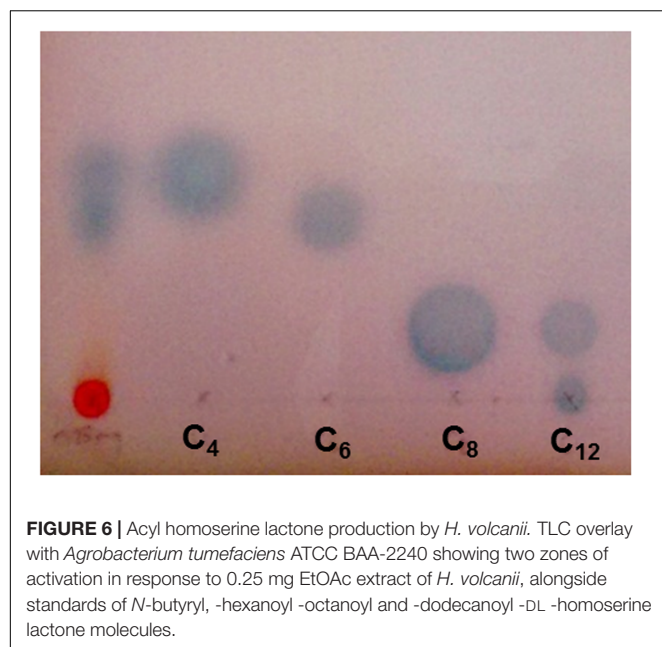 C₄ C₆ C₈ C₁₂
FIGURE 6 | Acyl homoserine lactone production by H. volcanii. TLC overlay
with Agrobacterium tumefaciens ATCC BAA-2240 showing two zones of
activation in response to 0.25 mg EtOAc extract of H. volcanii, alongside
standards of N-butyryl, -hexanoyl -octanoyl and -dodecanoyl -DL -homoserine
lactone molecules.